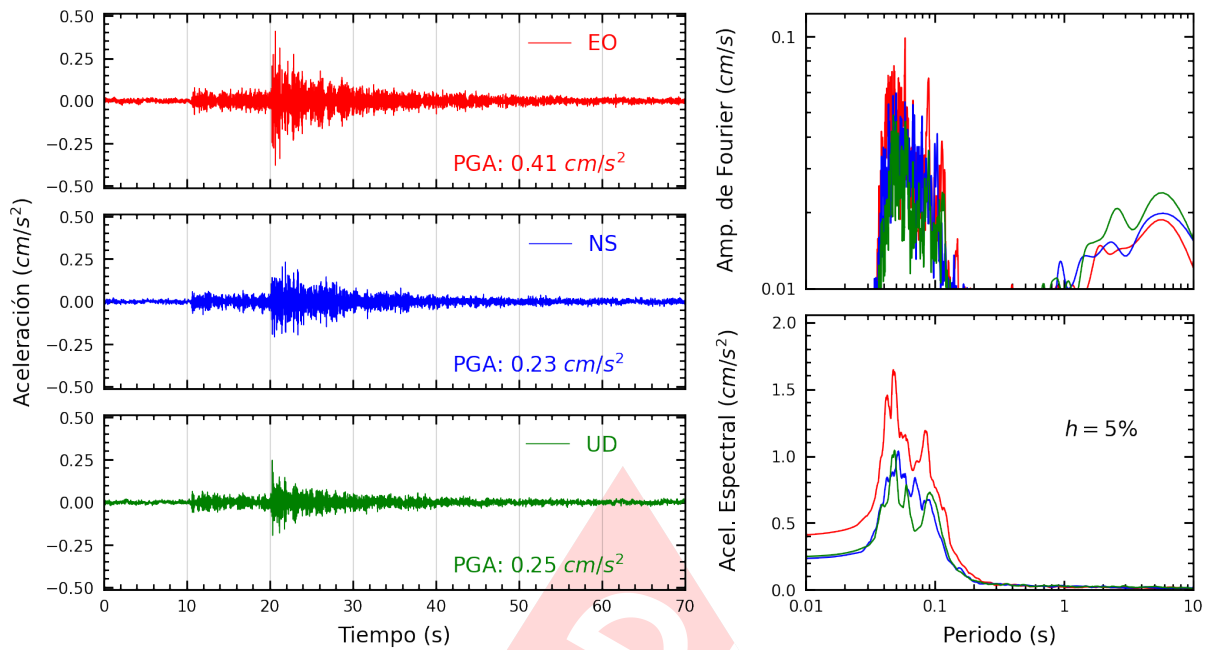 Aceleración (cm/s²)
0.50
0.25
0.00
−0.25
−0.50
EO
PGA: 0.41 cm/s²
0.50
0.25
0.00
−0.25
−0.50
NS
PGA: 0.23 cm/s²
0.50
0.25
0.00
−0.25
−0.50
UD
PGA: 0.25 cm/s²
0 10 20 30 40 50 60 70
Tiempo (s)
Amp. de Fourier (cm/s)
0.1
0.01
Acel. Espectral (cm/s²)
2.0
1.5
1.0
0.5
0.0
h = 5%
0.01 0.1 1 10
Periodo (s)